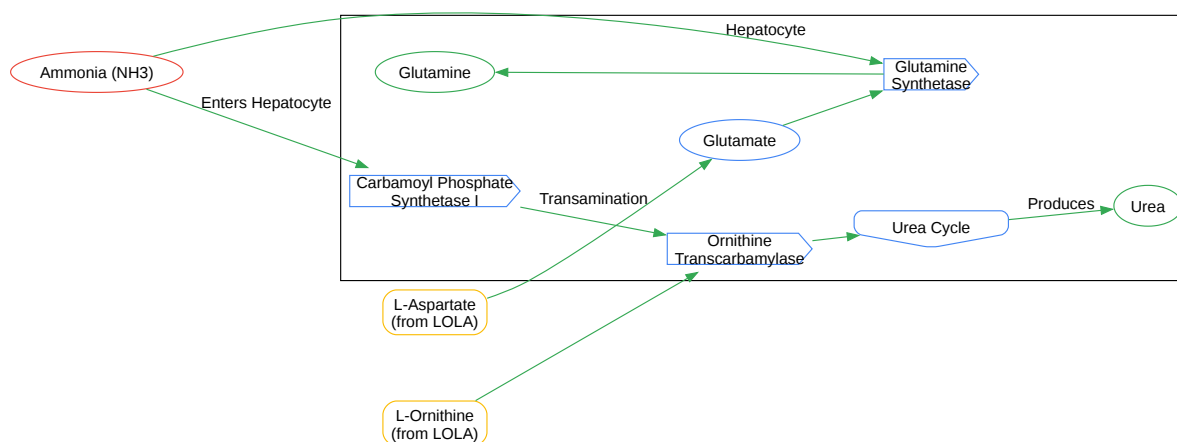 Hepatocyte
Ammonia (NH3)
Glutamine
Glutamine
Synthetase
Enters Hepatocyte
Glutamate
Carbamoyl Phosphate
Synthetase I
Transamination
Produces
Urea
Urea Cycle
Ornithine
Transcarbamylase
L-Aspartate
(from LOLA)
L-Ornithine
(from LOLA)